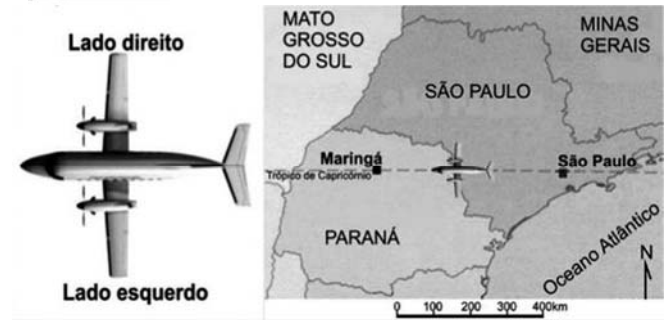 Lado direito
Lado esquerdo
MATO
GROSSO
DO SUL
MINAS
GERAIS
SÃO PAULO
Maringá
São Paulo
Trópico de Capricórnio
PARANÁ
Oceano Atlântico
N
0 100 200 300 400km